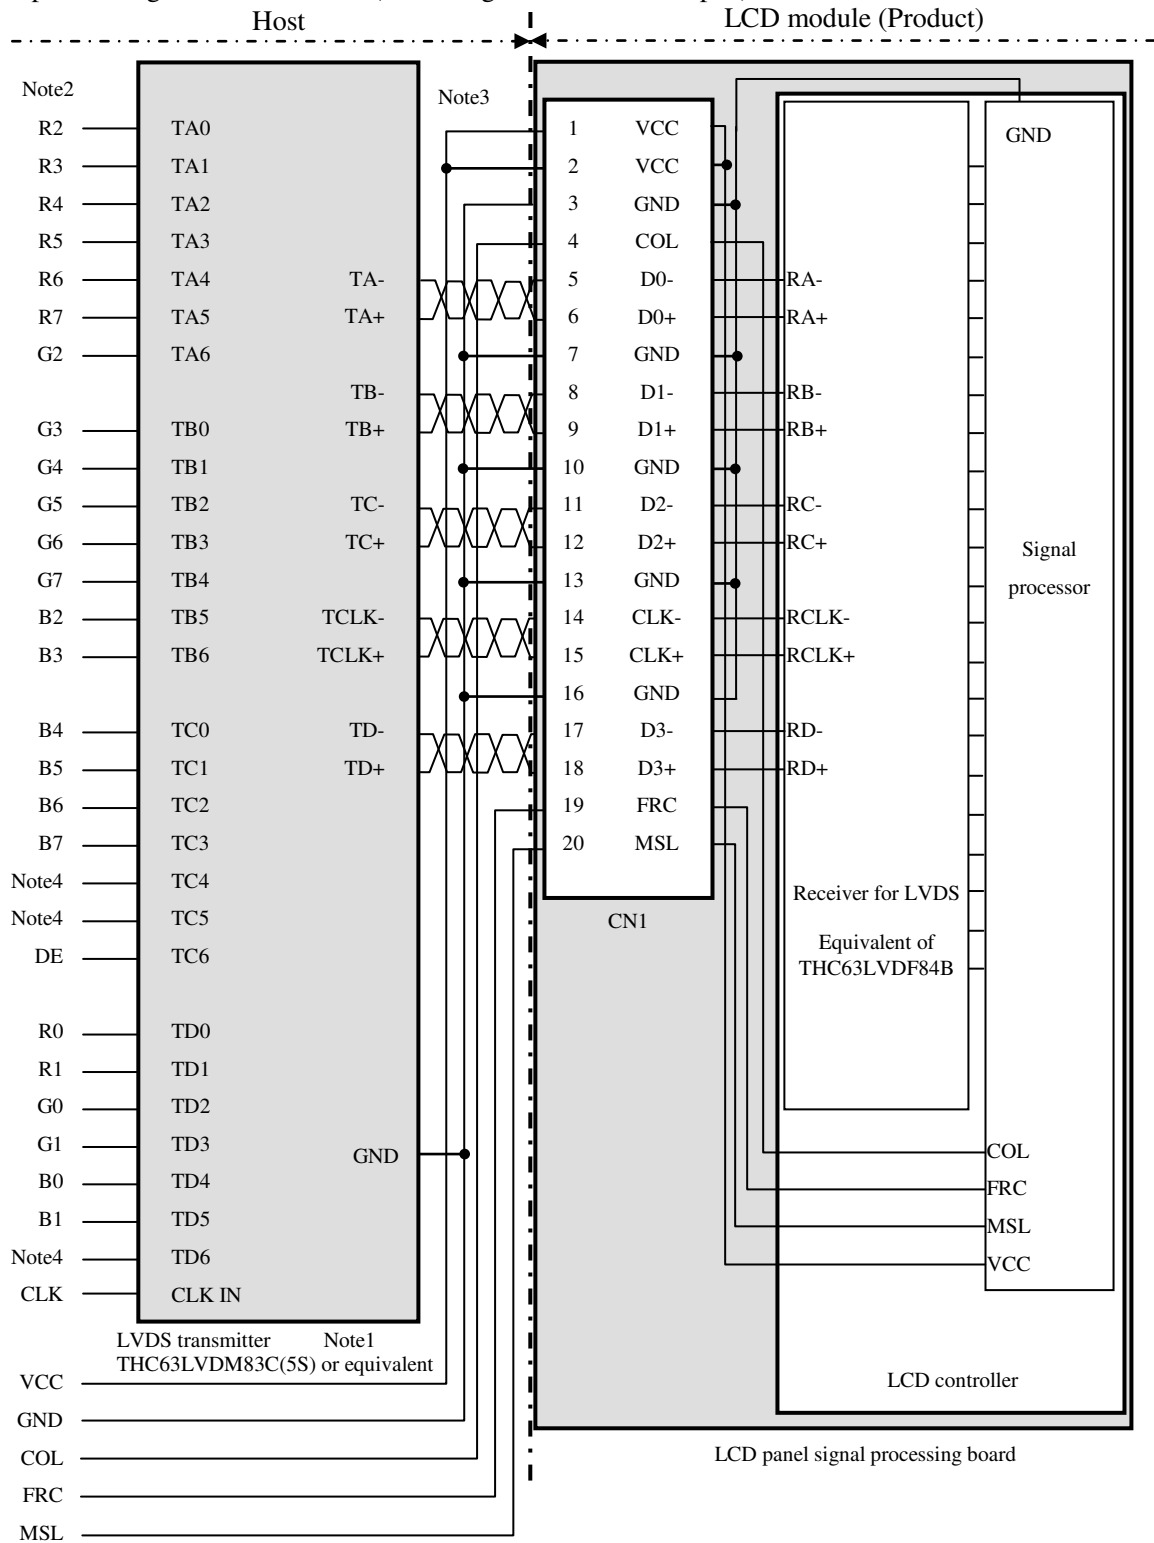 Host
LCD module (Product)
Note2
Note3
R2 TA0
R3 TA1
R4 TA2
R5 TA3
R6 TA4 TA-
R7 TA5 TA+
G2 TA6
TB-
G3 TB0 TB+
G4 TB1
G5 TB2 TC-
G6 TB3 TC+
G7 TB4
B2 TB5 TCLK-
B3 TB6 TCLK+
B4 TC0 TD-
B5 TC1 TD+
B6 TC2
B7 TC3
Note4 TC4
Note4 TC5
DE TC6
R0 TD0
R1 TD1
G0 TD2
G1 TD3
GND
B0 TD4
B1 TD5
Note4 TD6
CLK CLK IN
LVDS transmitter Note1
THC63LVDM83C(5S) or equivalent
VCC
GND
COL
FRC
MSL
1 VCC
2 VCC
3 GND
4 COL
5 D0- RA-
6 D0+ RA+
7 GND
8 D1- RB-
9 D1+ RB+
10 GND
11 D2- RC-
12 D2+ RC+
13 GND
14 CLK- RCLK-
15 CLK+ RCLK+
16 GND
17 D3- RD-
18 D3+ RD+
19 FRC
20 MSL
CN1
Receiver for LVDS
Equivalent of
THC63LVDF84B
GND
Signal
processor
COL
FRC
MSL
VCC
LCD controller
LCD panel signal processing board